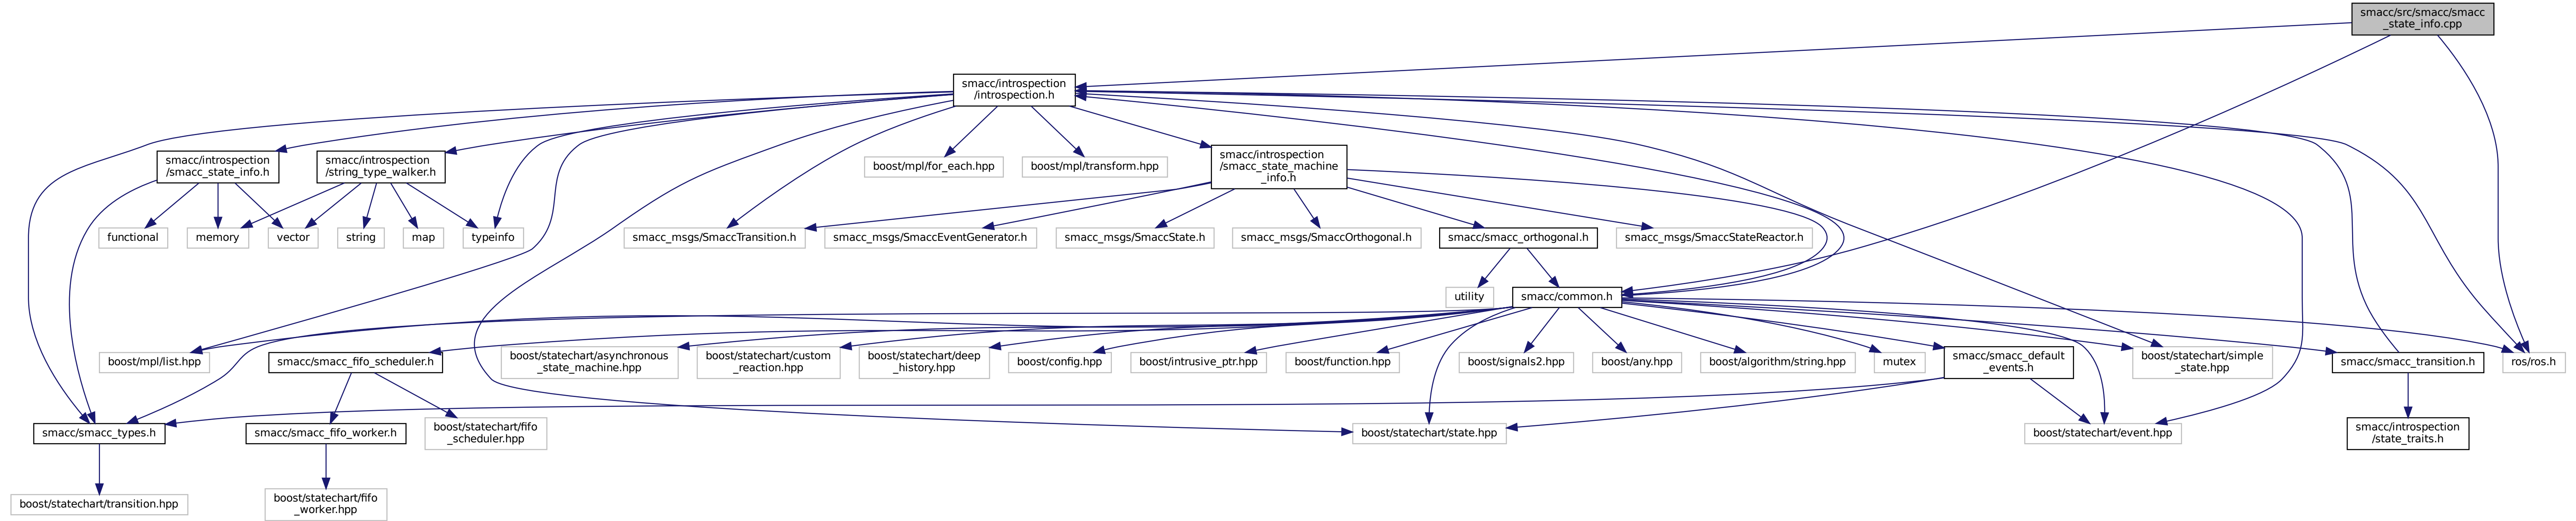 smacc/src/smacc/smacc
_state_info.cpp
smacc/introspection
/introspection.h
smacc/introspection
/smacc_state_info.h
smacc/introspection
/string_type_walker.h
boost/mpl/for_each.hpp
boost/mpl/transform.hpp
smacc/introspection
/smacc_state_machine
_info.h
functional
memory
vector
string
map
typeinfo
smacc_msgs/SmaccTransition.h
smacc_msgs/SmaccEventGenerator.h
smacc_msgs/SmaccState.h
smacc_msgs/SmaccOrthogonal.h
smacc/smacc_orthogonal.h
smacc_msgs/SmaccStateReactor.h
utility
smacc/common.h
boost/mpl/list.hpp
smacc/smacc_fifo_scheduler.h
boost/statechart/asynchronous
_state_machine.hpp
boost/statechart/custom
_reaction.hpp
boost/statechart/deep
_history.hpp
boost/config.hpp
boost/intrusive_ptr.hpp
boost/function.hpp
boost/signals2.hpp
boost/any.hpp
boost/algorithm/string.hpp
mutex
smacc/smacc_default
_events.h
boost/statechart/simple
_state.hpp
smacc/smacc_transition.h
ros/ros.h
smacc/smacc_types.h
smacc/smacc_fifo_worker.h
boost/statechart/fifo
_scheduler.hpp
boost/statechart/state.hpp
boost/statechart/event.hpp
smacc/introspection
/state_traits.h
boost/statechart/transition.hpp
boost/statechart/fifo
_worker.hpp